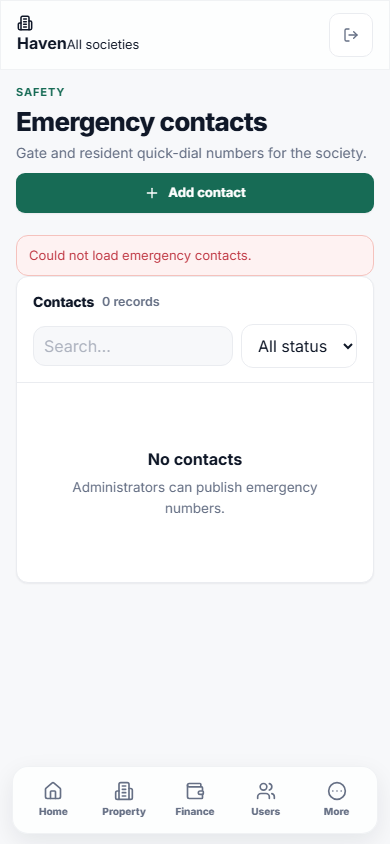 HavenAll societies
SAFETY
Emergency contacts
Gate and resident quick-dial numbers for the society.
Add contact
Could not load emergency contacts.
Contacts 0 records
Search... All status
No contacts
Administrators can publish emergency
numbers.
Home Property Finance Users More